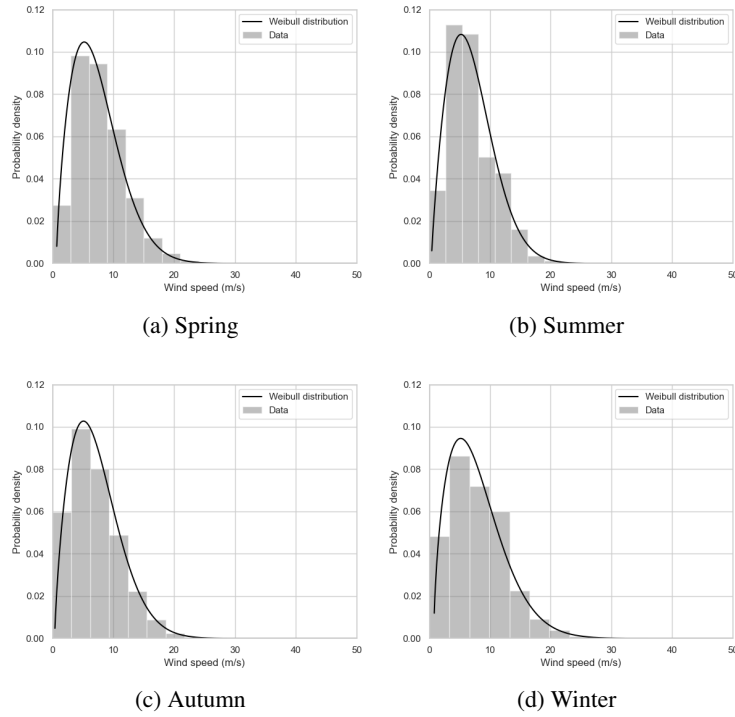 0.12
0.10
0.08
0.06
0.04
0.02
0.00
Probability density
Weibull distribution
Data
0 10 20 30 40 50
Wind speed (m/s)
(a) Spring
0.12
0.10
0.08
0.06
0.04
0.02
0.00
Probability density
Weibull distribution
Data
0 10 20 30 40 50
Wind speed (m/s)
(b) Summer
0.12
0.10
0.08
0.06
0.04
0.02
0.00
Probability density
Weibull distribution
Data
0 10 20 30 40 50
Wind speed (m/s)
(c) Autumn
0.12
0.10
0.08
0.06
0.04
0.02
0.00
Probability density
Weibull distribution
Data
0 10 20 30 40 50
Wind speed (m/s)
(d) Winter